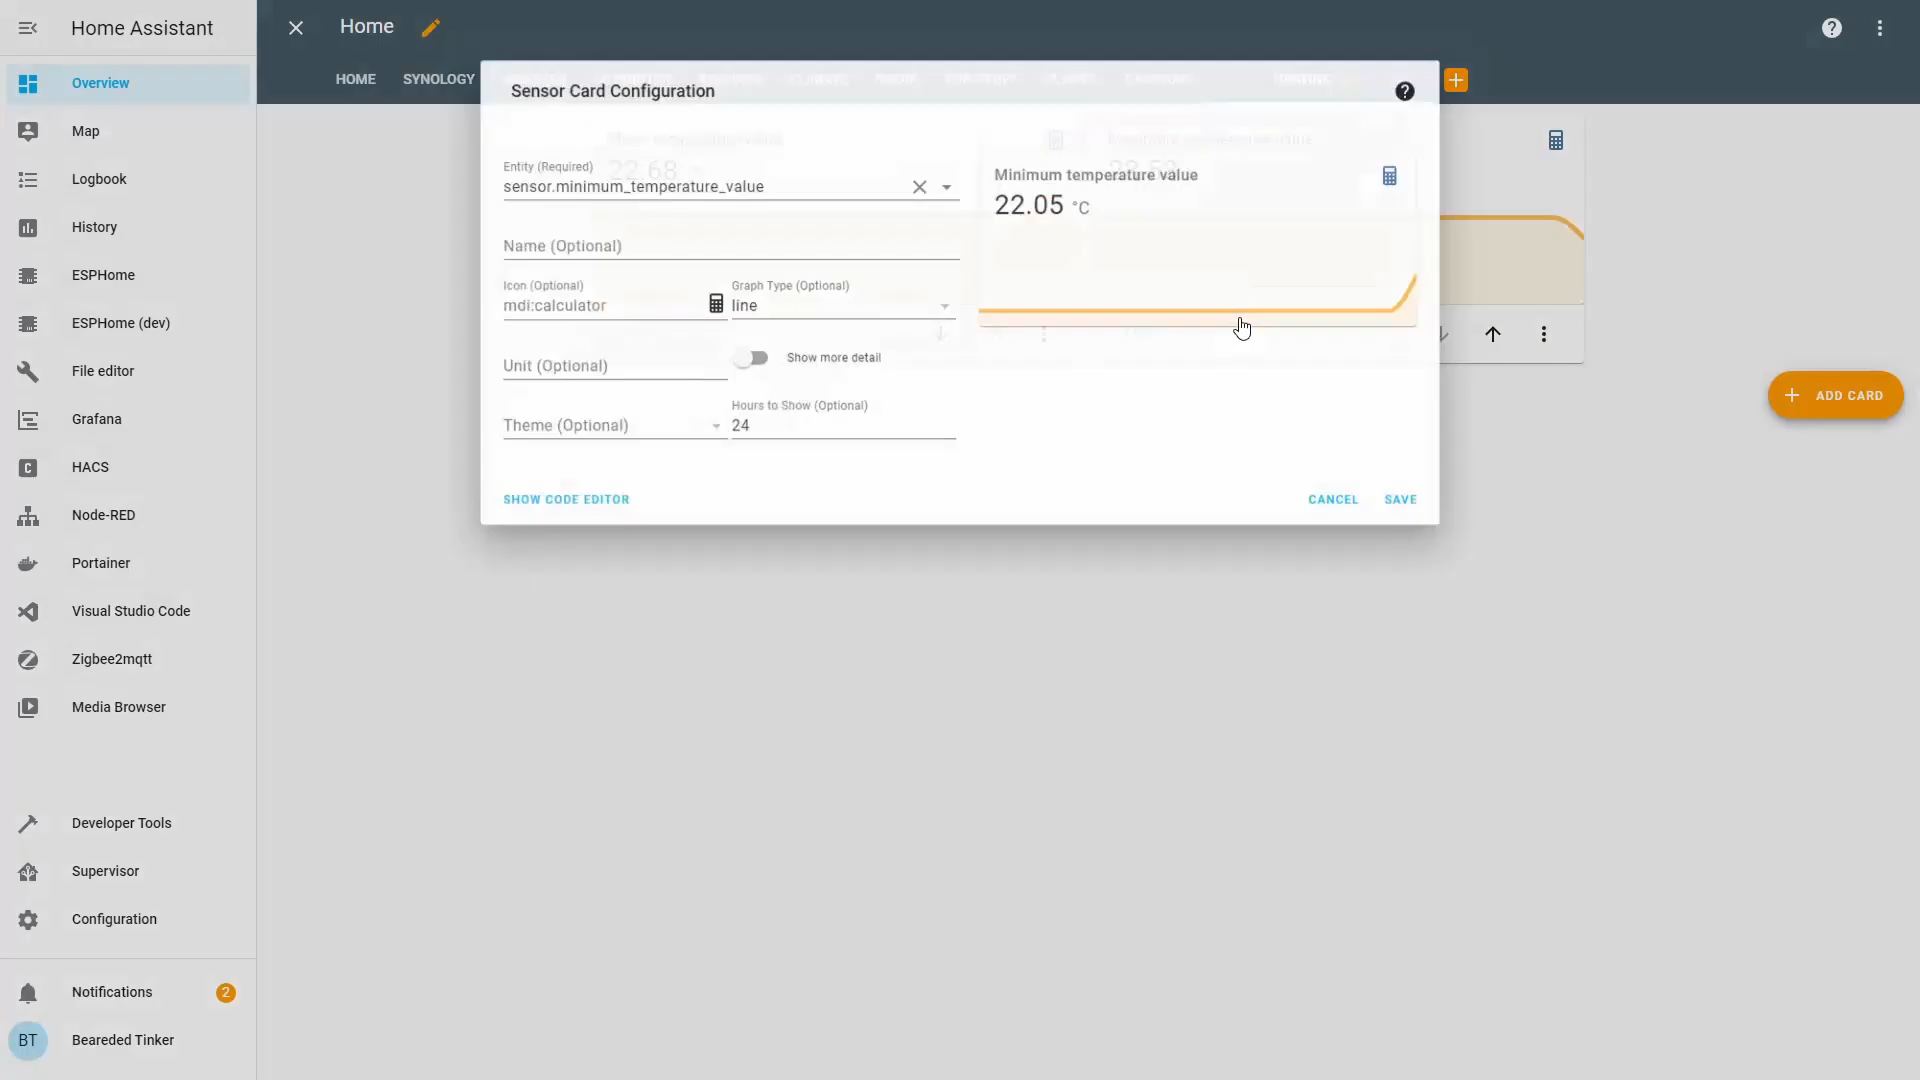 Home Assistant
Home
Overview
HOME
SYNOLOGY
Sensor Card Configuration
Map
Logbook
History
ESPHome
ESPHome (dev)
File editor
Grafana
HACS
Node-RED
Portainer
Visual Studio Code
Zigbee2mqtt
Media Browser
Developer Tools
Supervisor
Configuration
Notifications
2
BT
Bearded Tinker
Entity (Required)
sensor.minimum_temperature_value
Name (Optional)
Icon (Optional)
mdi:calculator
Graph Type (Optional)
line
Unit (Optional)
Show more detail
Theme (Optional)
Hours to Show (Optional)
24
Minimum temperature value
22.05 °C
22.68
SHOW CODE EDITOR
CANCEL
SAVE
ADD CARD